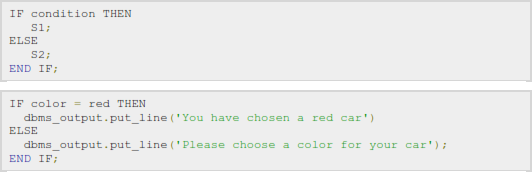 IF condition THEN
   S1;
ELSE
   S2;
END IF;
IF color = red THEN
  dbms_output.put_line('You have chosen a red car')
ELSE
  dbms_output.put_line('Please choose a color for your car');
END IF;